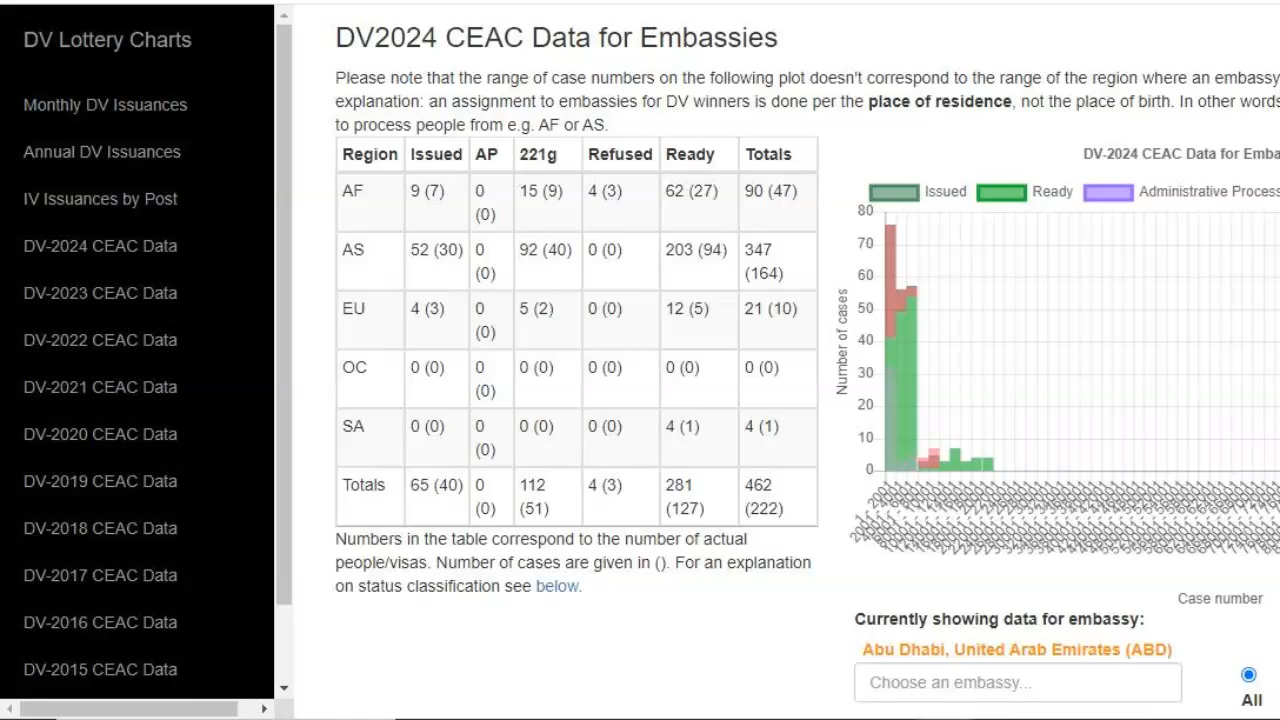 DV Lottery Charts
Monthly DV Issuances
Annual DV Issuances
IV Issuances by Post
DV-2024 CEAC Data
DV-2023 CEAC Data
DV-2022 CEAC Data
DV-2021 CEAC Data
DV-2020 CEAC Data
DV-2019 CEAC Data
DV-2018 CEAC Data
DV-2017 CEAC Data
DV-2016 CEAC Data
DV-2015 CEAC Data
DV2024 CEAC Data for Embassies
Please note that the range of case numbers on the following plot doesn't correspond to the range of the region where an embassy
explanation: an assignment to embassies for DV winners is done per the place of residence, not the place of birth. In other words
to process people from e.g. AF or AS.
Region Issued AP 221g Refused Ready Totals
AF 9 (7) 0 (0) 15 (9) 4 (3) 62 (27) 90 (47)
AS 52 (30) 0 (0) 92 (40) 0 (0) 203 (94) 347 (164)
EU 4 (3) 0 (0) 5 (2) 0 (0) 12 (5) 21 (10)
OC 0 (0) 0 (0) 0 (0) 0 (0) 0 (0) 0 (0)
SA 0 (0) 0 (0) 0 (0) 0 (0) 4 (1) 4 (1)
Totals 65 (40) 0 (0) 112 (51) 4 (3) 281 (127) 462 (222)
Numbers in the table correspond to the number of actual
people/visas. Number of cases are given in (). For an explanation
on status classification see below.
DV-2024 CEAC Data for Emba
Issued Ready Administrative Process
80
70
60
50
40
30
20
10
0
Number of cases
Case number
Currently showing data for embassy:
Abu Dhabi, United Arab Emirates (ABD)
Choose an embassy...
All